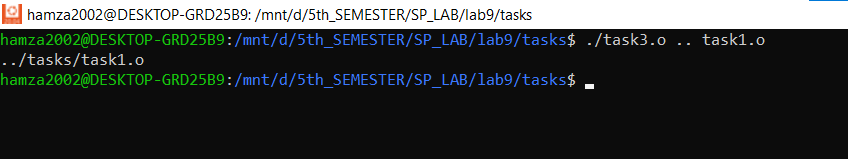 hamza2002@DESKTOP-GRD25B9: /mnt/d/5th_SEMESTER/SP_LAB/lab9/tasks
hamza2002@DESKTOP-GRD25B9:/mnt/d/5th_SEMESTER/SP_LAB/lab9/tasks$ ./task3.o .. task1.o
../tasks/task1.o
hamza2002@DESKTOP-GRD25B9:/mnt/d/5th_SEMESTER/SP_LAB/lab9/tasks$